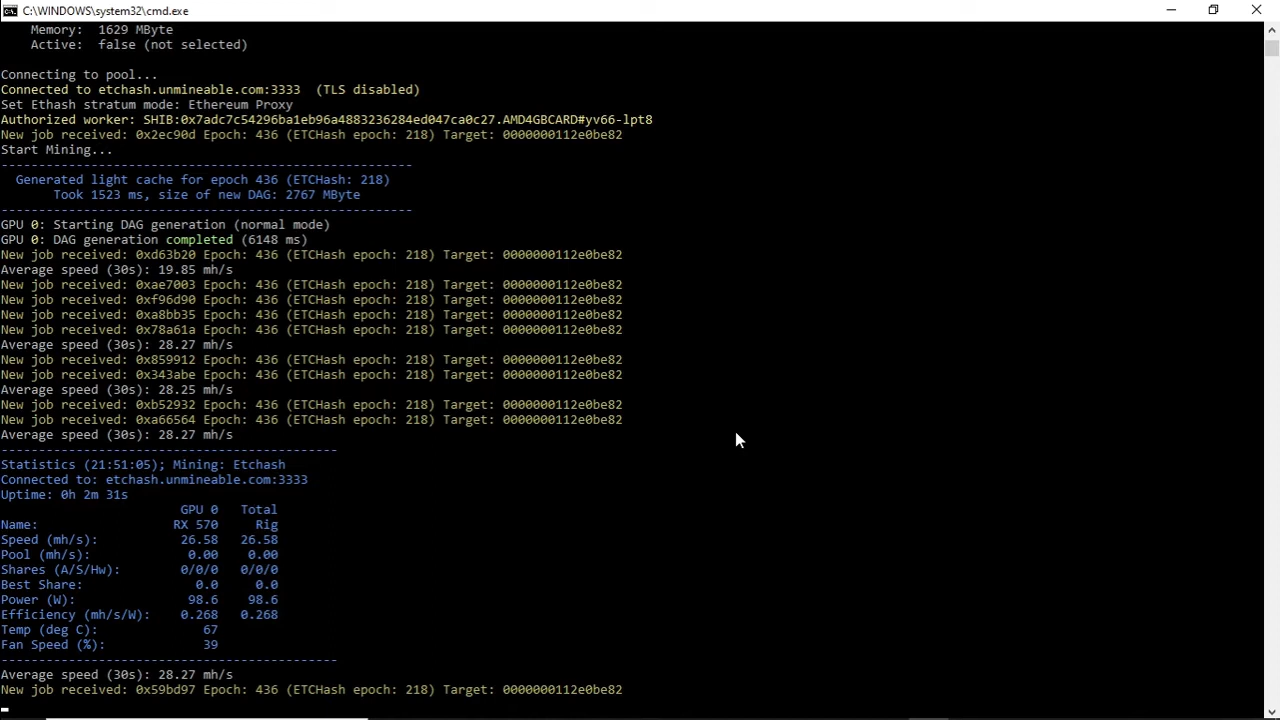 C:\WINDOWS\system32\cmd.exe
Memory: 1629 MByte
Active: false (not selected)
Connecting to pool...
Connected to etchash.unmineable.com:3333 (TLS disabled)
Set Ethash stratum mode: Ethereum Proxy
Authorized worker: SHIB:0x7adc7c54296ba1eb96a4883236284ed047ca0c27.AMD4GBCARD#yv66-lpt8
New job received: 0x2ec90d Epoch: 436 (ETCHash epoch: 218) Target: 0000000112e0be82
Start Mining...
----------------------------------------------------
Generated light cache for epoch 436 (ETCHash: 218)
Took 1523 ms, size of new DAG: 2767 MByte
----------------------------------------------------
GPU 0: Starting DAG generation (normal mode)
GPU 0: DAG generation completed (6148 ms)
New job received: 0xd63b20 Epoch: 436 (ETCHash epoch: 218) Target: 0000000112e0be82
Average speed (30s): 19.85 mh/s
New job received: 0xae7003 Epoch: 436 (ETCHash epoch: 218) Target: 0000000112e0be82
New job received: 0xf96d90 Epoch: 436 (ETCHash epoch: 218) Target: 0000000112e0be82
New job received: 0xa8bb35 Epoch: 436 (ETCHash epoch: 218) Target: 0000000112e0be82
New job received: 0x78a61a Epoch: 436 (ETCHash epoch: 218) Target: 0000000112e0be82
Average speed (30s): 28.27 mh/s
New job received: 0x859912 Epoch: 436 (ETCHash epoch: 218) Target: 0000000112e0be82
New job received: 0x343abe Epoch: 436 (ETCHash epoch: 218) Target: 0000000112e0be82
Average speed (30s): 28.25 mh/s
New job received: 0xb52932 Epoch: 436 (ETCHash epoch: 218) Target: 0000000112e0be82
New job received: 0xa66564 Epoch: 436 (ETCHash epoch: 218) Target: 0000000112e0be82
Average speed (30s): 28.27 mh/s
---------------------------------------------
Statistics (21:51:05); Mining: Etchash
Connected to: etchash.unmineable.com:3333
Uptime: 0h 2m 31s
GPU 0 Total
Name: RX 570 Rig
Speed (mh/s): 26.58 26.58
Pool (mh/s): 0.00 0.00
Shares (A/S/Hw): 0/0/0 0/0/0
Best Share: 0.0 0.0
Power (W): 98.6 98.6
Efficiency (mh/s/W): 0.268 0.268
Temp (deg C): 67
Fan Speed (%): 39
---------------------------------------------
Average speed (30s): 28.27 mh/s
New job received: 0x59bd97 Epoch: 436 (ETCHash epoch: 218) Target: 0000000112e0be82